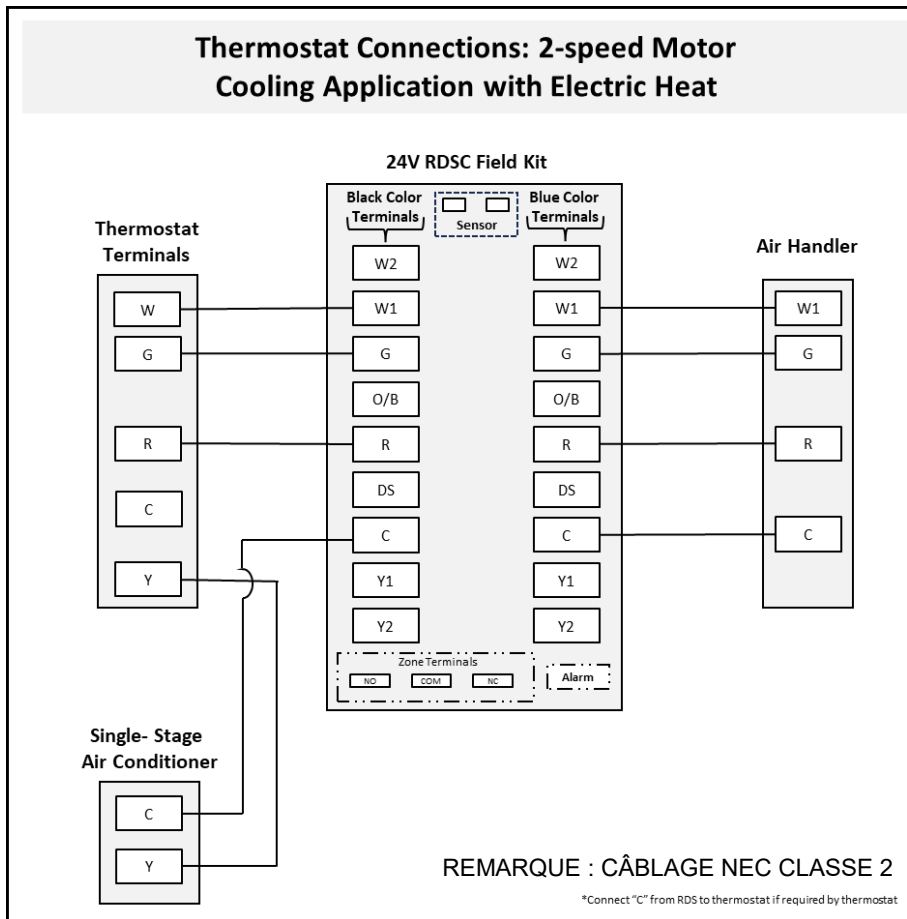 Thermostat Connections: 2-speed Motor
Cooling Application with Electric Heat
24V RDSC Field Kit
Black Color
Terminals
Sensor
Blue Color
Terminals
Thermostat
Terminals
Air Handler
W
G
R
C
Y
W2
W1
G
O/B
R
DS
C
Y1
Y2
W2
W1
G
O/B
R
DS
C
Y1
Y2
W1
G
R
C
Zone Terminals
NO
COM
NC
Alarm
Single- Stage
Air Conditioner
C
Y
REMARQUE : CÂBLAGE NEC CLASSE 2
*Connect “C” from RDS to thermostat if required by thermostat